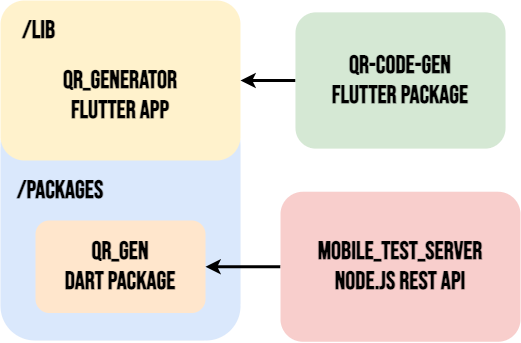 /LIB
QR_GENERATOR
FLUTTER APP
QR-CODE-GEN
FLUTTER PACKAGE
/PACKAGES
QR_GEN
DART PACKAGE
MOBILE_TEST_SERVER
NODE.JS REST API